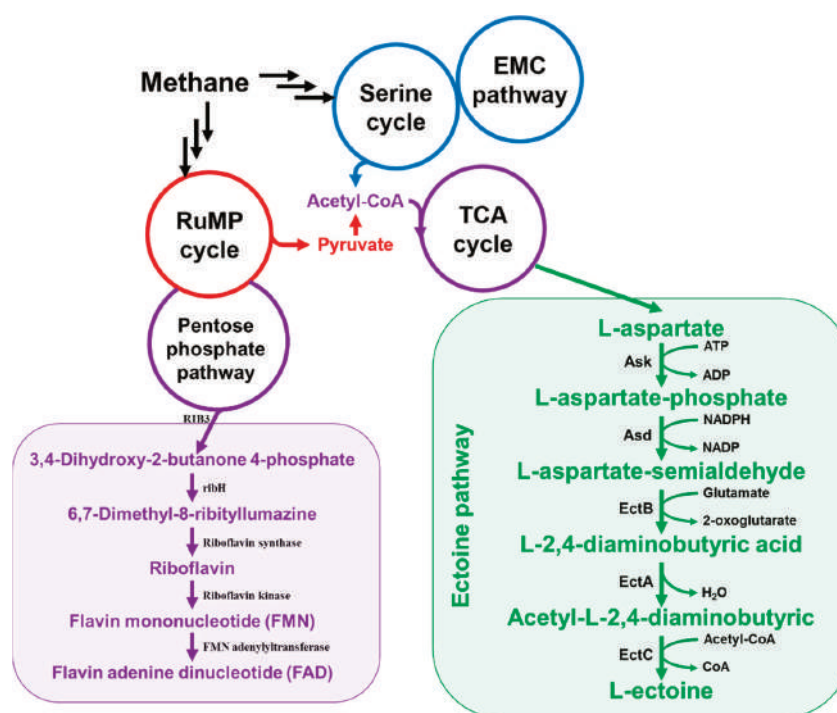 Methane
Serine
cycle
EMC
pathway
RuMP
cycle
Acetyl-CoA
Pyruvate
TCA
cycle
Pentose
phosphate
pathway
RIB3
3,4-Dihydroxy-2-butanone 4-phosphate
ribH
6,7-Dimethyl-8-ribityllumazine
Riboflavin synthase
Riboflavin
Riboflavin kinase
Flavin mononucleotide (FMN)
FMN adenylyltransferase
Flavin adenine dinucleotide (FAD)
Ectoine pathway
L-aspartate
Ask
ATP
ADP
L-aspartate-phosphate
Asd
NADPH
NADP
L-aspartate-semialdehyde
EctB
Glutamate
2-oxoglutarate
L-2,4-diaminobutyric acid
EctA
H₂O
Acetyl-L-2,4-diaminobutyric
EctC
Acetyl-CoA
CoA
L-ectoine